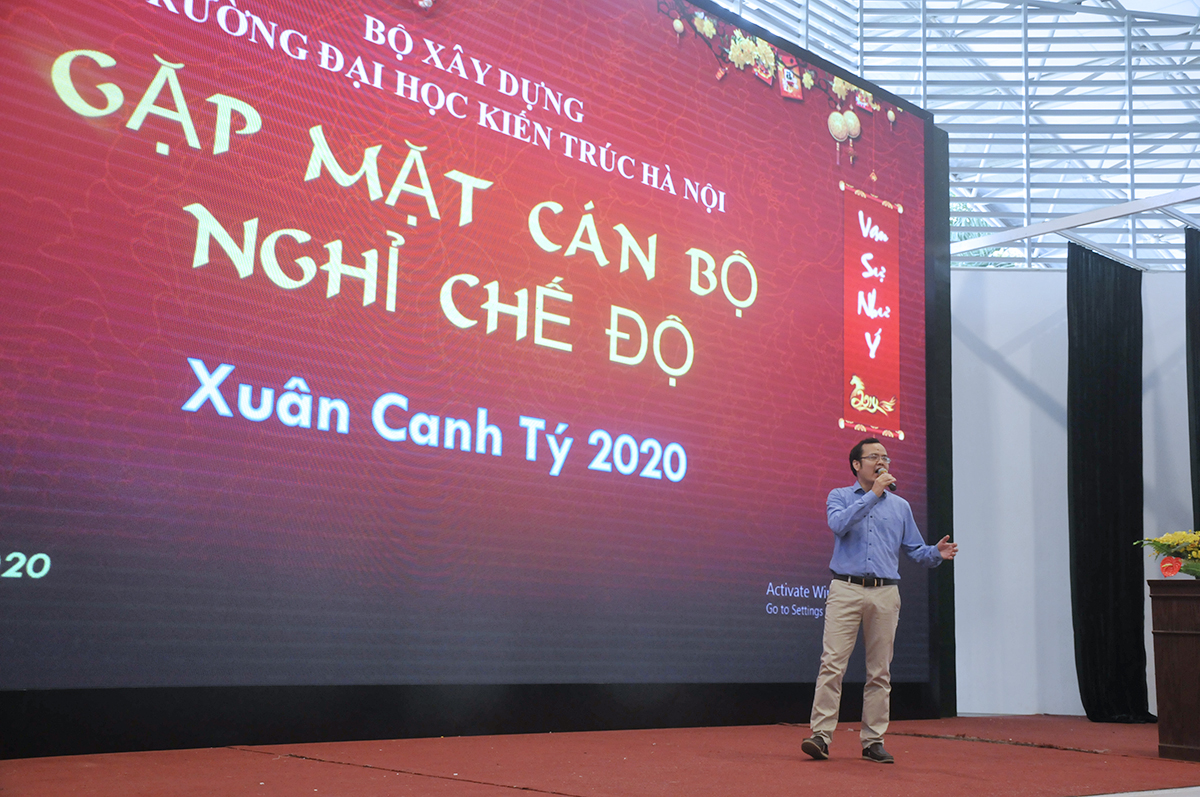 BỘ XÂY DỰNG
TRƯỜNG ĐẠI HỌC KIẾN TRÚC HÀ NỘI
GẶP MẶT CÁN BỘ
NGHỈ CHẾ ĐỘ
Xuân Canh Tý 2020
Vạn
Sự
Như
Ý
Activate
Go to Settings